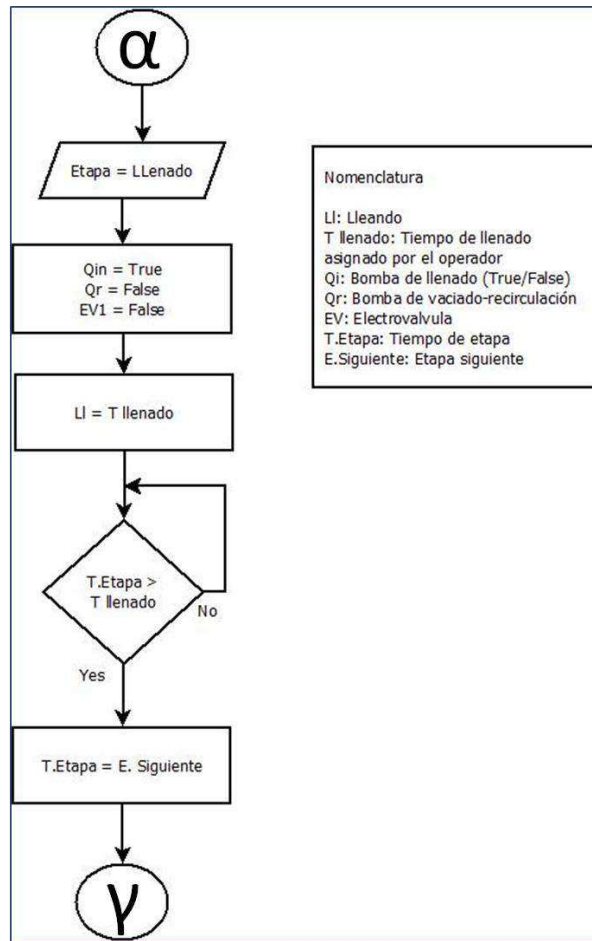 α
Etapa = LLenado
Qin = True
Qr = False
EV1 = False
Ll = T llenado
T.Etapa >
T llenado
No
Yes
T.Etapa = E. Siguiente
γ
Nomenclatura
Ll: Lleando
T llenado: Tiempo de llenado
asignado por el operador
Qi: Bomba de llenado (True/False)
Qr: Bomba de vaciado-recirculación
EV: Electrovalvula
T.Etapa: Tiempo de etapa
E.Siguiente: Etapa siguiente